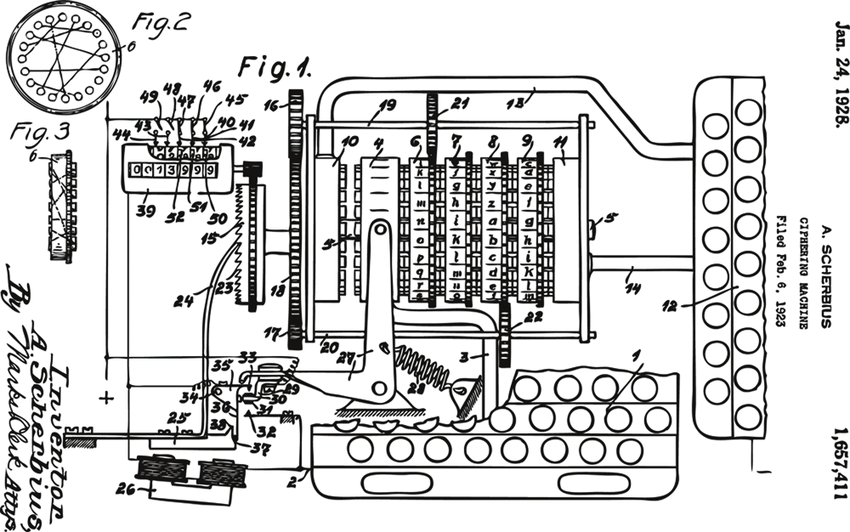 Jan. 24, 1928.
A. SCHERBIUS
CIPHERING MACHINE
Filed Feb. 6, 1923
1,657,411
Fig.2
6
Fig.3
6
Fig.1.
49 48 47 46 45
44 43 40 41 42
0 0 1 3 9 9 9
39 52 51 50
16 19 21 13
10 4 6 7 8 9 11
k f x c
l g y d
m h z e
n i a f
o k b g
p l c h
q m d i
r n e k
15 18 5 5
24 23 14 12
17 20 27 3 22
35 33 29 28 1
34 36 30 31
25 38 32
37
26 2
+
Inventor
A. Scherbius,
By
Attys.